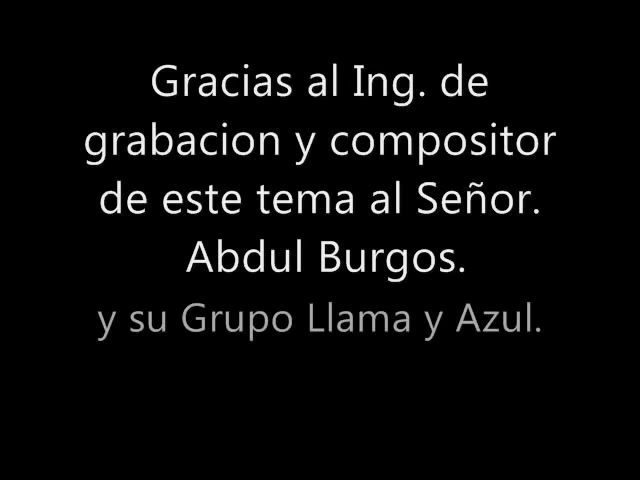 Gracias al Ing. de
grabacion y compositor
de este tema al Señor.
Abdul Burgos.
y su Grupo Llama y Azul.